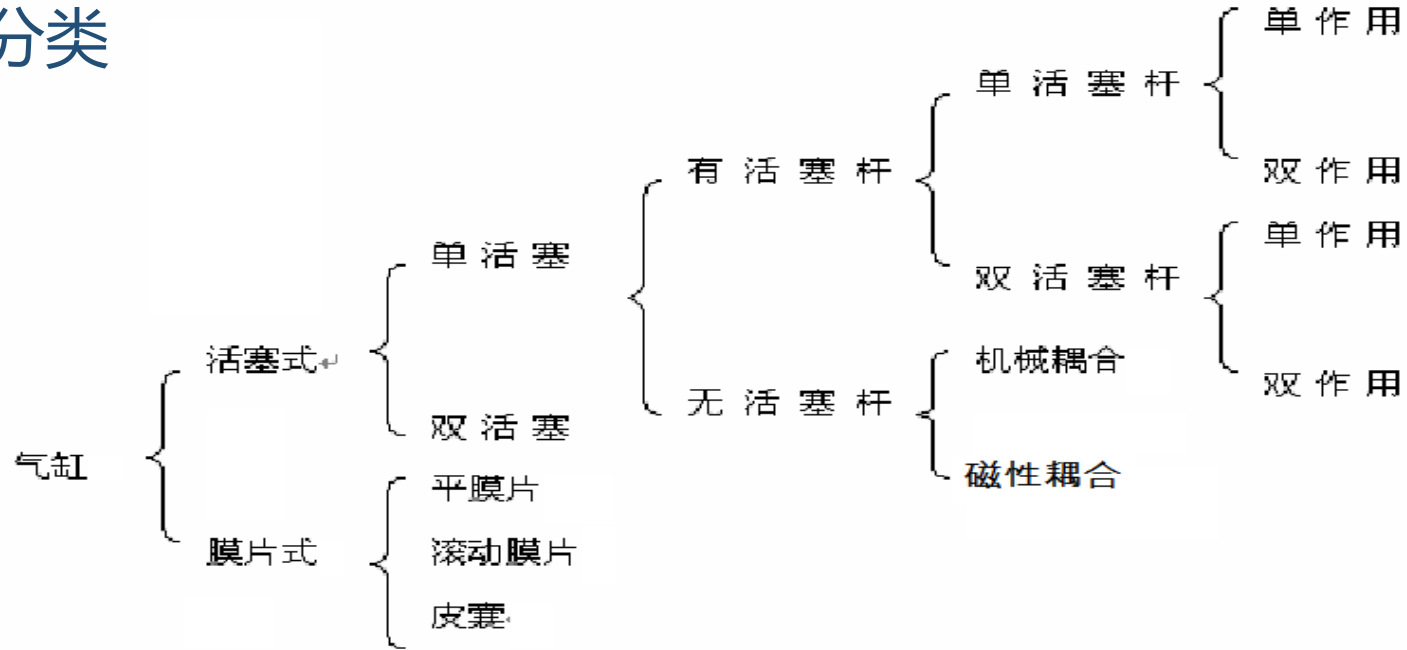 分类
单作用
单活塞杆
双作用
有活塞杆
单作用
单活塞
双活塞杆
双作用
活塞式
机械耦合
无活塞杆
双活塞
磁性耦合
气缸
平膜片
膜片式
滚动膜片
皮囊